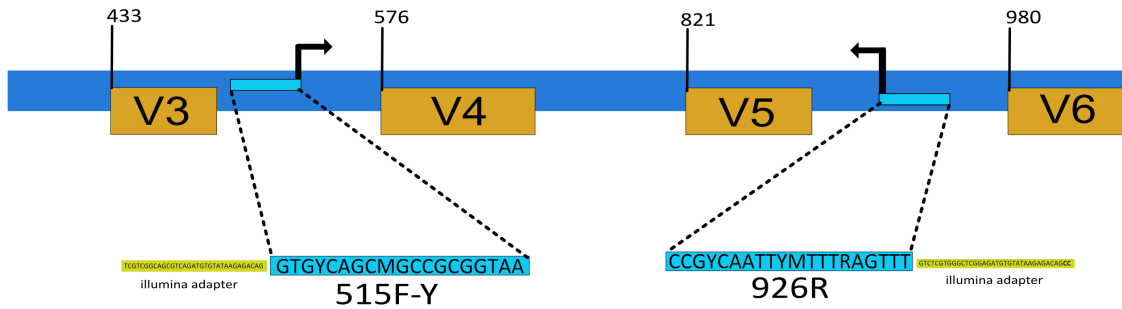 433
576
821
980
V3
V4
V5
V6
TCGTCGGCAGCGTCAGATGTGTATAAGAGACAG
GTGYCAGCMGCCGCGGTAA
CCGYCAATTYMTTTRAGTTT
GTCTCGTGGGCTCGGAGATGTGTATAAGAGACAGCC
illumina adapter
515F-Y
926R
illumina adapter